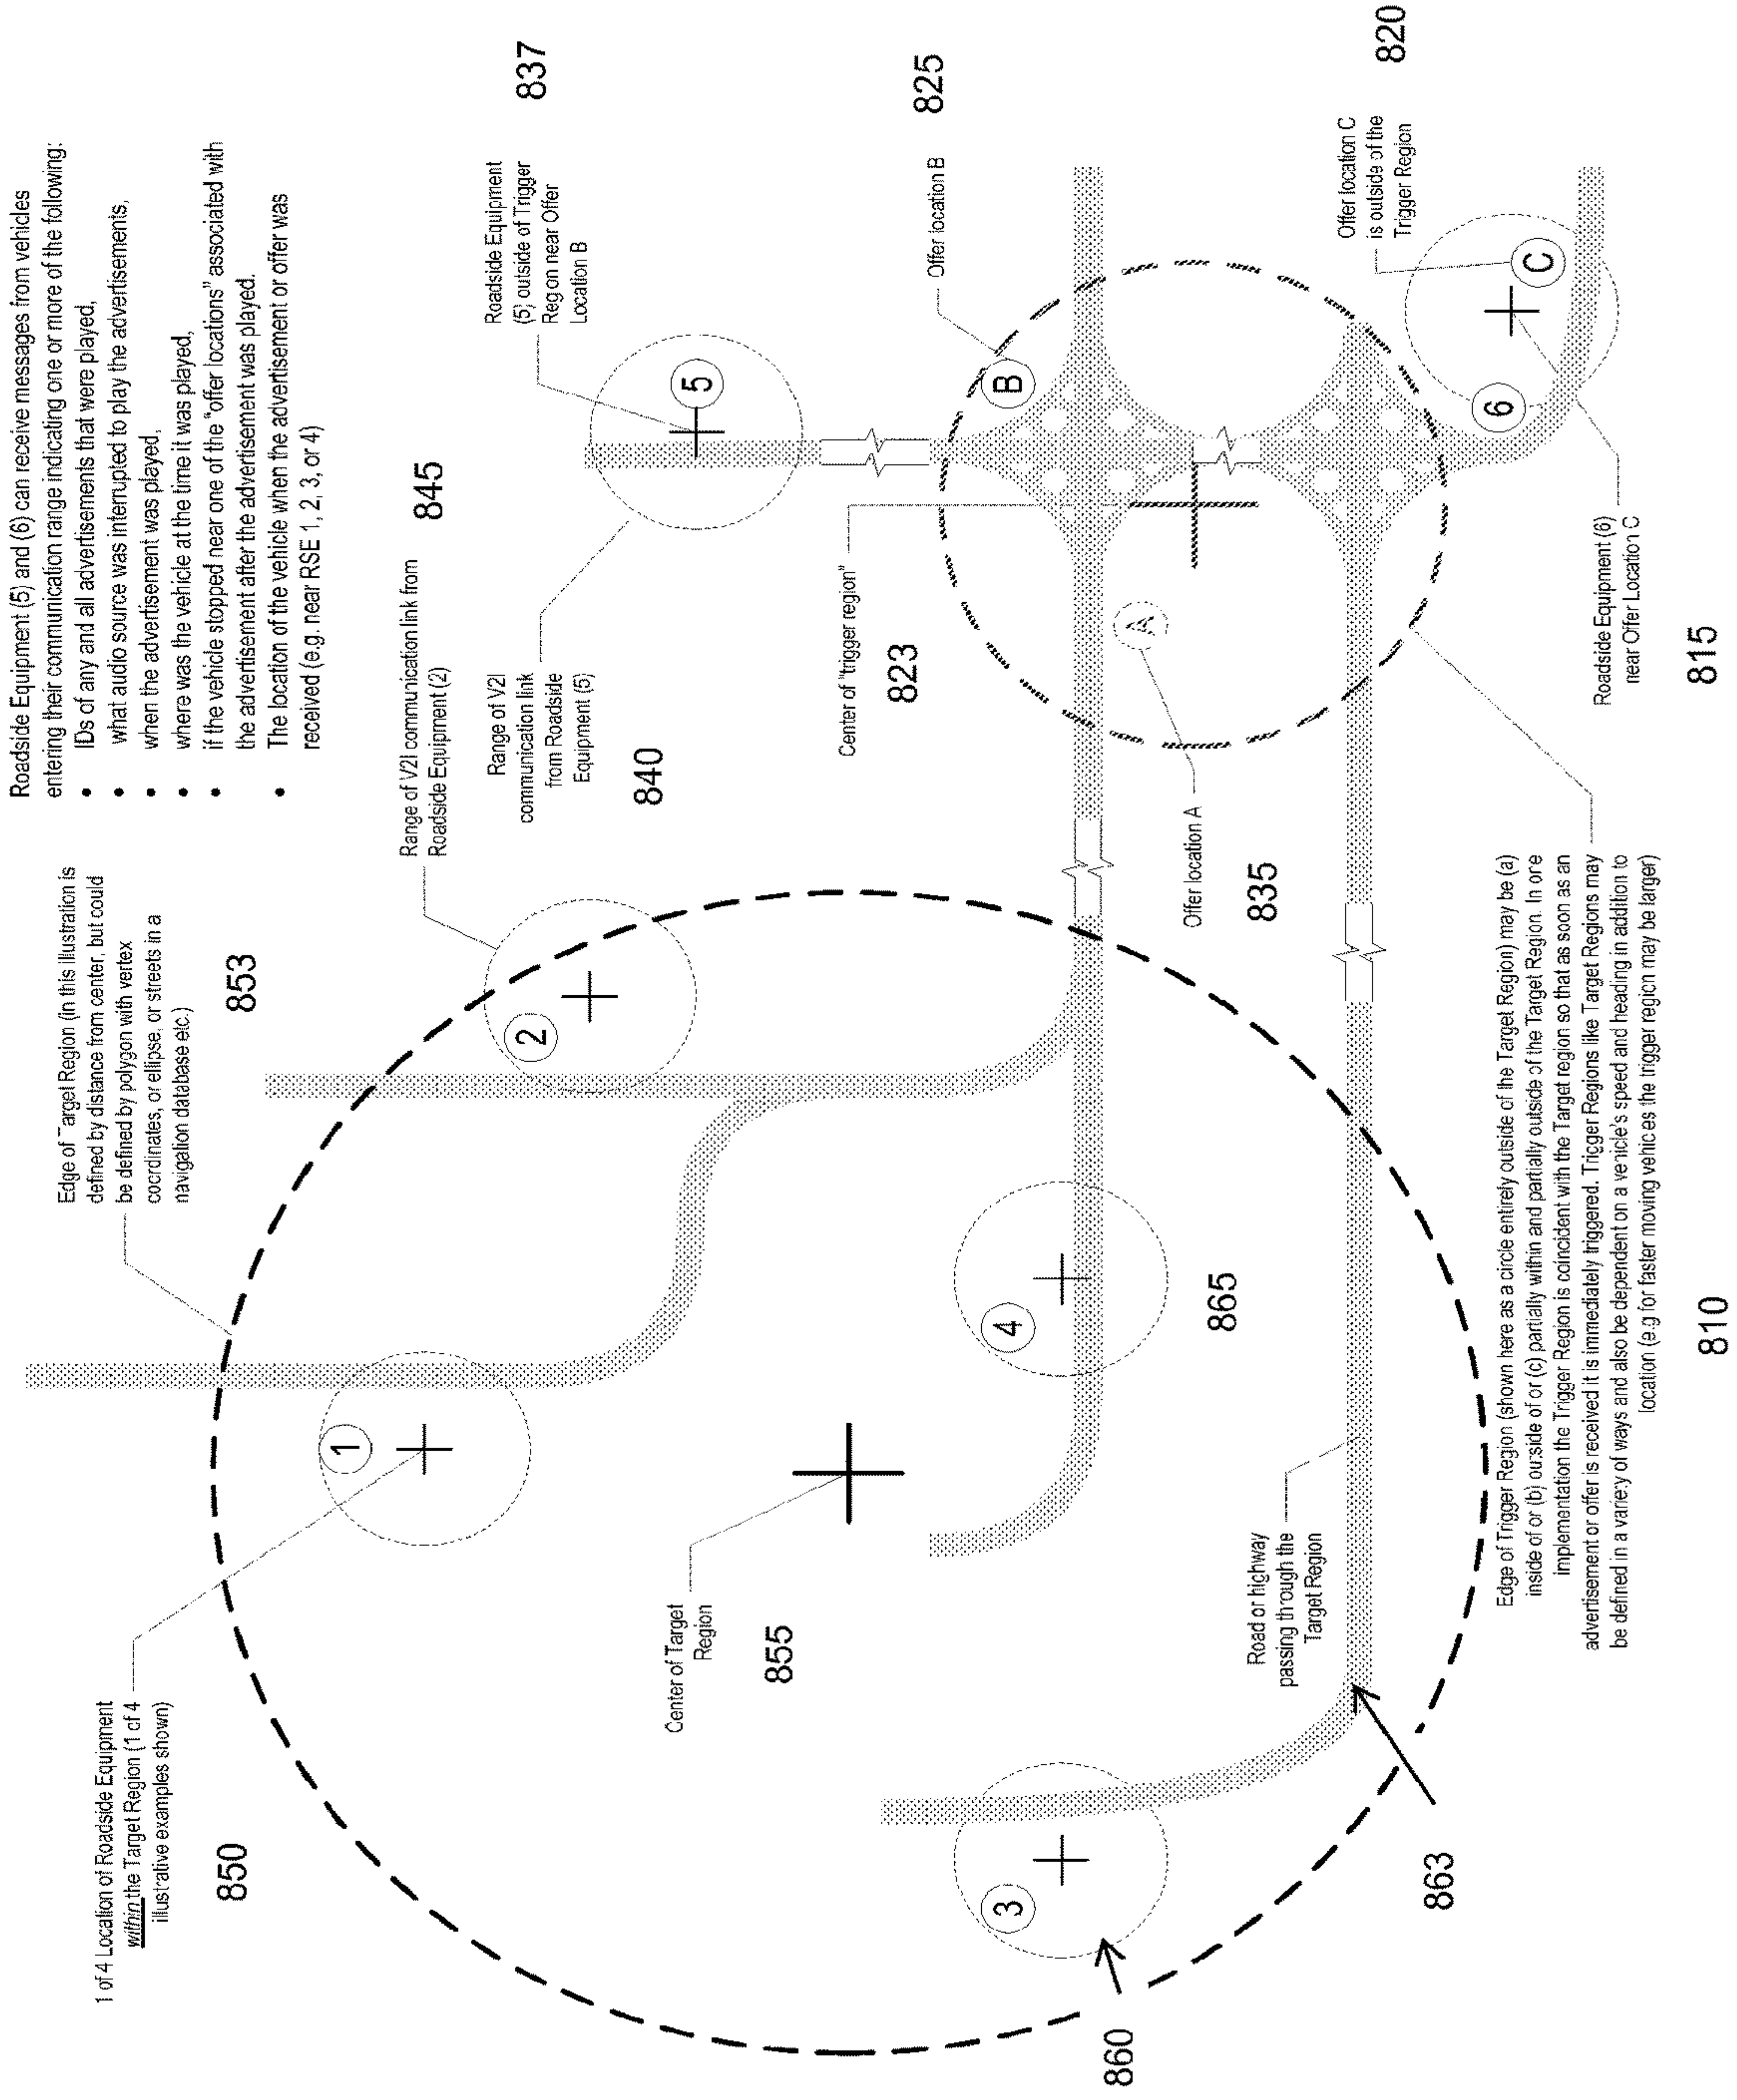 Roadside Equipment (5) and (6) can receive messages from vehicles
entering their communication range indicating one or more of the following:
• IDs of any and all advertisements that were played,
• what audio source was interrupted to play the advertisements,
• when the advertisement was played,
• where was the vehicle at the time it was played,
• if the vehicle stopped near one of the "offer locations" associated with
the advertisement after the advertisement was played.
• The location of the vehicle when the advertisement or offer was
received (e.g. near RSE 1, 2, 3, or 4)
1 of 4 Location of Roadside Equipment
within the Target Region (1 of 4
illustrative examples shown)
850
Edge of Target Region (in this illustration is
defined by distance from center, but could
be defined by polygon with vertex
coordinates, or ellipse, or streets in a
navigation database etc.)
853
Range of V2I communication link from
Roadside Equipment (2)
845
Range of V2I
communication link
from Roadside
Equipment (5)
840
Roadside Equipment
(5) outside of Trigger
Region near Offer
Location B
837
1
2
5
Center of Target
Region
855
Center of "trigger region"
823
Offer location B
825
B
A
Offer location A
835
3
4
860
865
Road or highway
passing through the
Target Region
863
Offer location C
is outside of the
Trigger Region
820
6
C
Roadside Equipment (6)
near Offer Location C
815
Edge of Trigger Region (shown here as a circle entirely outside of the Target Region) may be (a)
inside of or (b) outside of or (c) partially within and partially outside of the Target Region. In one
implementation the Trigger Region is coincident with the Target region so that as soon as an
advertisement or offer is received it is immediately triggered. Trigger Regions like Target Regions may
be defined in a variety of ways and also be dependent on a vehicle's speed and heading in addition to
location (e.g for faster moving vehicles the trigger region may be larger)
810